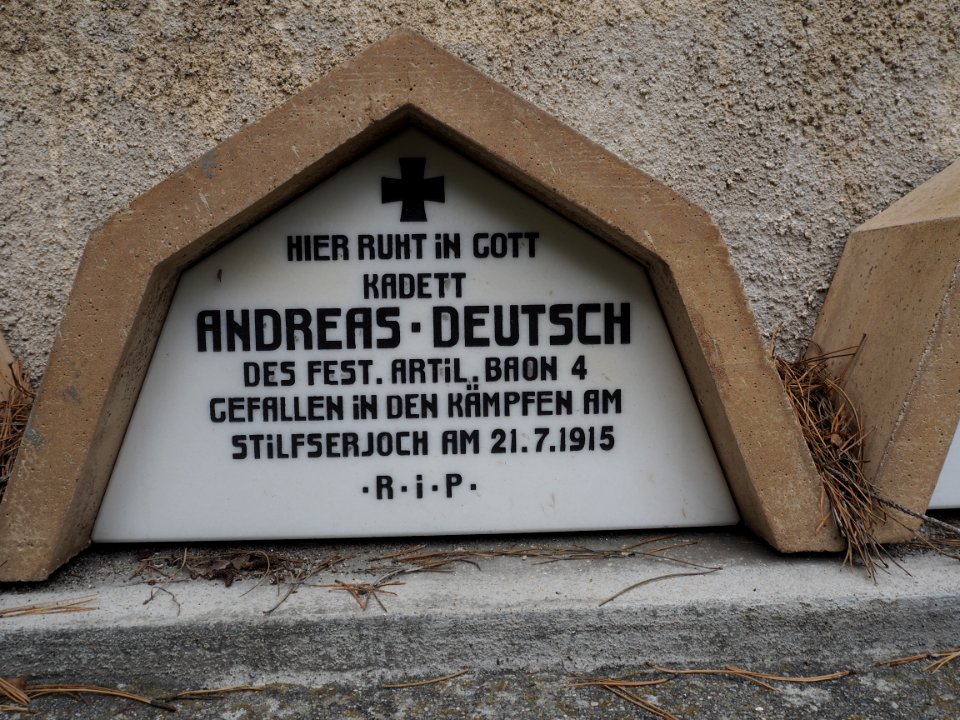 HIER RUHT iN GOTT
KADETT
ANDREAS · DEUTSCH
DES FEST. ARTiL. BAON 4
GEFALLEN iN DEN KÄMPFEN AM
STiLFSERJOCH AM 21.7.1915
·R·i·P·